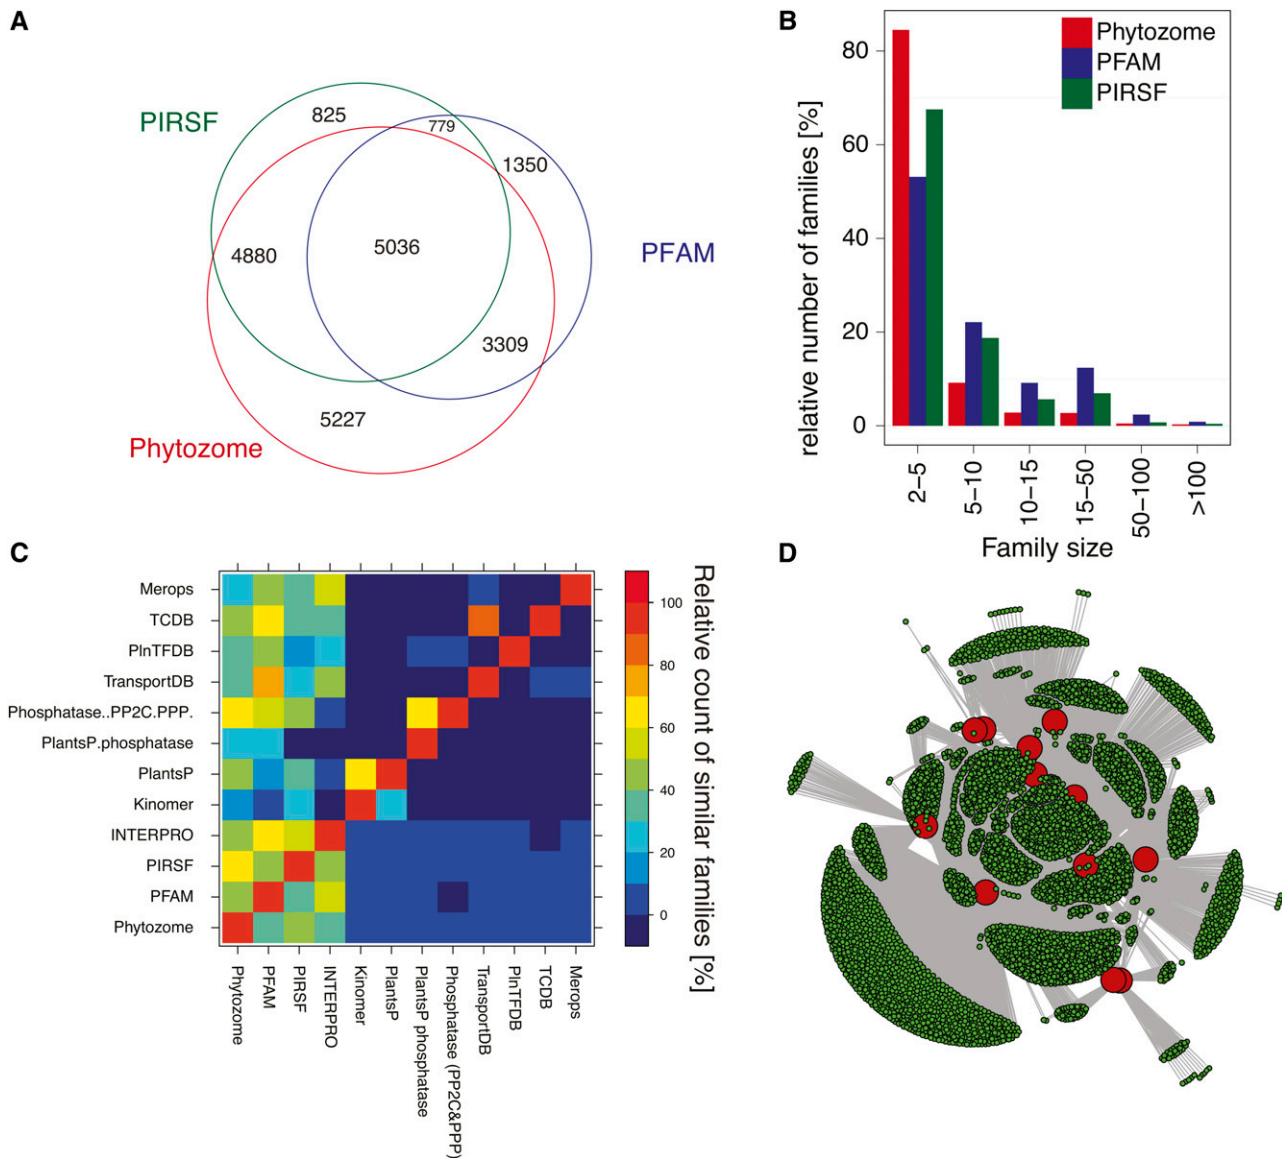 A
PIRSF
825
779
1350
4880
5036
PFAM
3309
5227
Phytozome
B
relative number of families [%]
80
60
40
20
0
Phytozome
PFAM
PIRSF
2–5
5–10
10–15
15–50
50–100
>100
Family size
C
Merops
TCDB
PlnTFDB
TransportDB
Phosphatase..PP2C.PPP.
PlantsP.phosphatase
PlantsP
Kinomer
INTERPRO
PIRSF
PFAM
Phytozome
Phytozome
PFAM
PIRSF
INTERPRO
Kinomer
PlantsP
PlantsP phosphatase
Phosphatase (PP2C&PPP)
TransportDB
PlnTFDB
TCDB
Merops
100
80
60
40
20
0
Relative count of similar families [%]
D